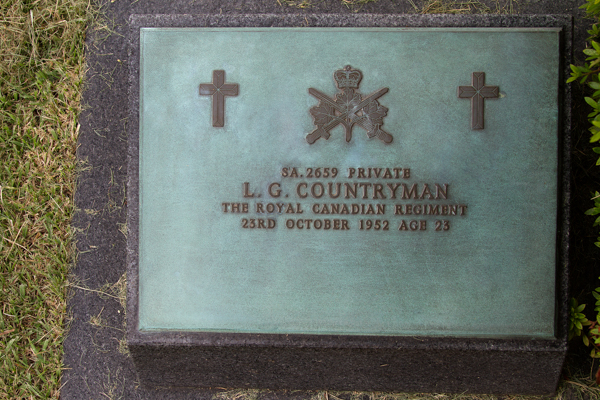 SA.2659 PRIVATE
L. G. COUNTRYMAN
THE ROYAL CANADIAN REGIMENT
23RD OCTOBER 1952 AGE 23